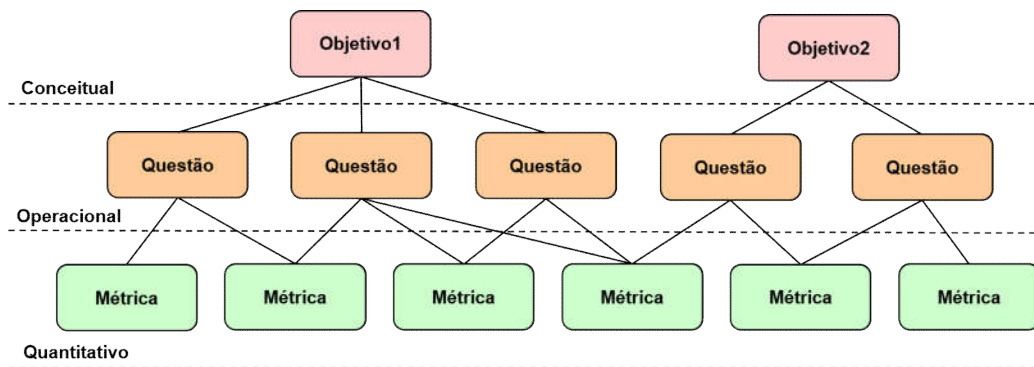 Objetivo1
Objetivo2
Conceitual
Questão
Questão
Questão
Questão
Questão
Operacional
Métrica
Métrica
Métrica
Métrica
Métrica
Métrica
Quantitativo